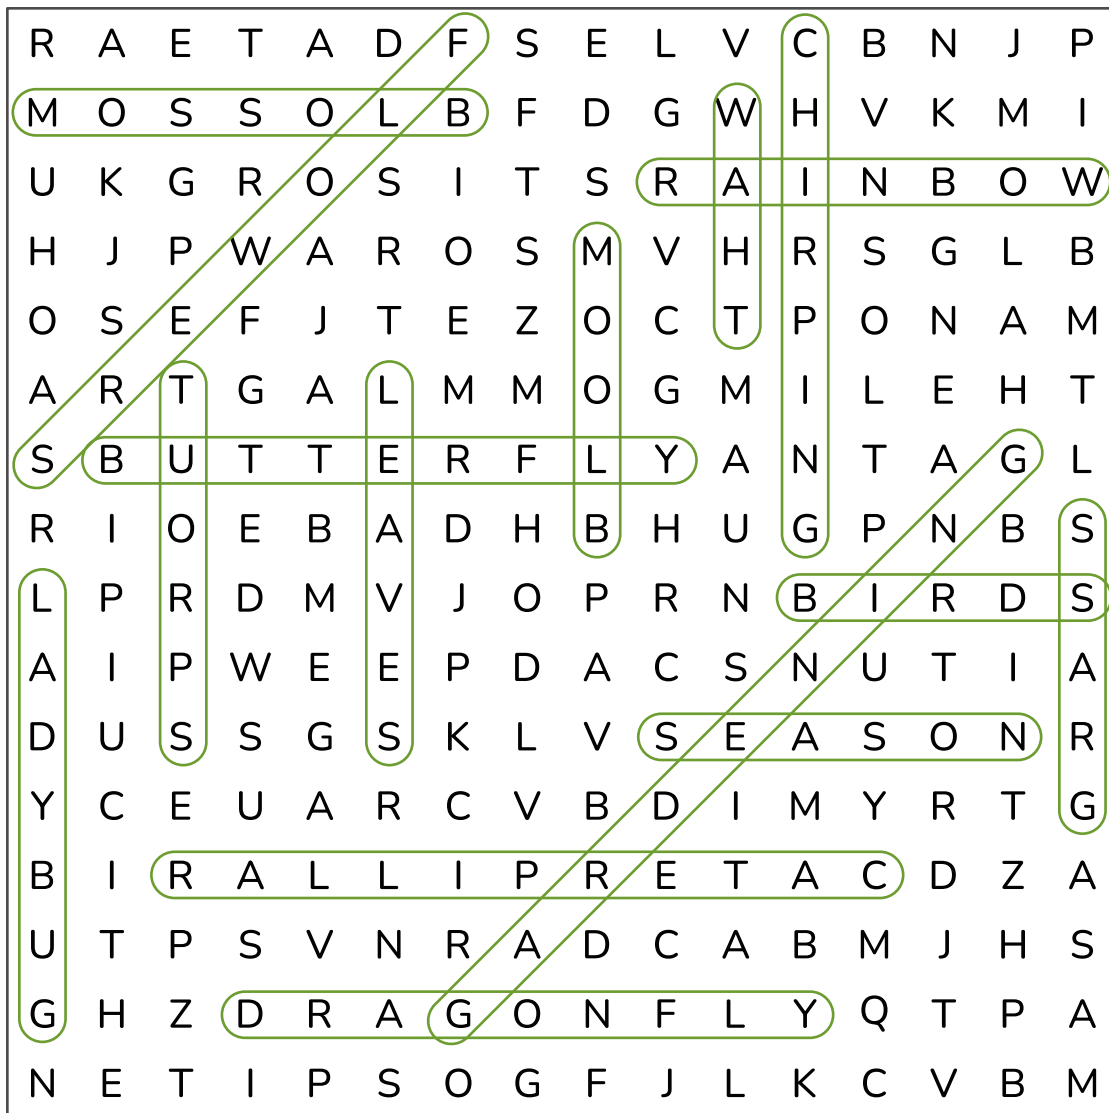 R A E T A D F S E L V C B N J P
M O S S O L B F D G W H V K M I
U K G R O S I T S R A I N B O W
H J P W A R O S M V H R S G L B
O S E F J T E Z O C T P O N A M
A R T G A L M M O G M I L E H T
S B U T T E R F L Y A N T A G L
R I O E B A D H B H U G P N B S
L P R D M V J O P R N B I R D S
A I P W E E P D A C S N U T I A
D U S S G S K L V S E A S O N R
Y C E U A R C V B D I M Y R T G
B I R A L L I P R E T A C D Z A
U T P S V N R A D C A B M J H S
G H Z D R A G O N F L Y Q T P A
N E T I P S O G F J L K C V B M